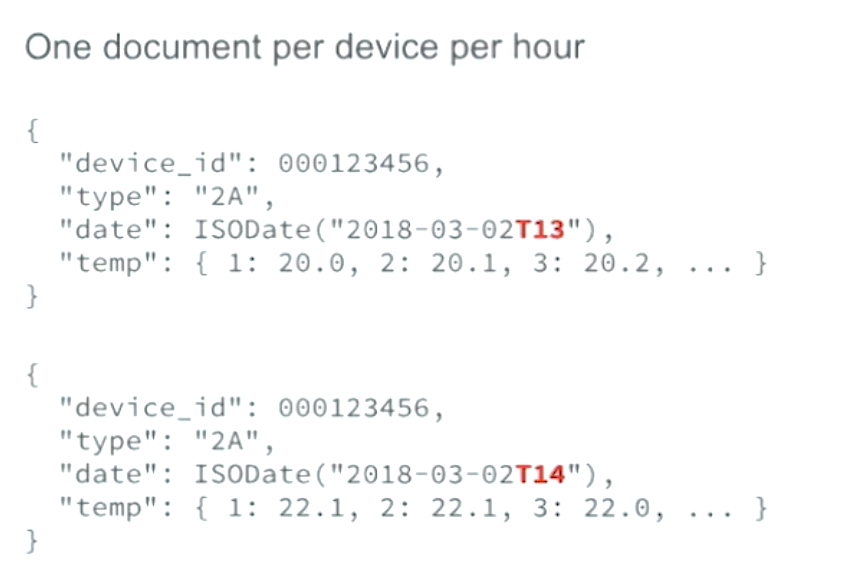 One document per device per hour
{
"device_id": 000123456,
"type": "2A",
"date": ISODate("2018-03-02T13"),
"temp": { 1: 20.0, 2: 20.1, 3: 20.2, ... }
}
{
"device_id": 000123456,
"type": "2A",
"date": ISODate("2018-03-02T14"),
"temp": { 1: 22.1, 2: 22.1, 3: 22.0, ... }
}